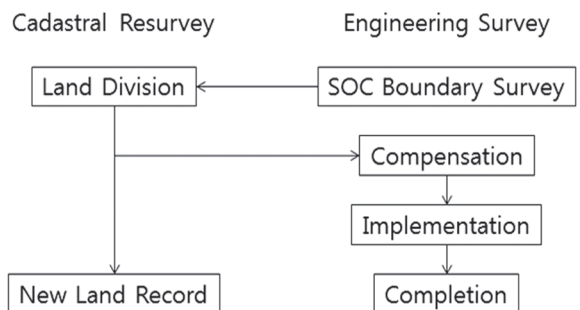 Cadastral Resurvey
Engineering Survey
Land Division
SOC Boundary Survey
Compensation
Implementation
New Land Record
Completion